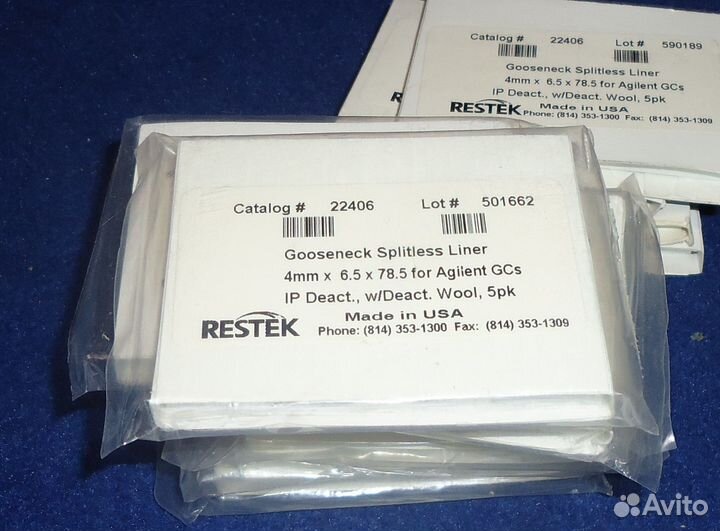 Catalog # 22406 Lot # 590189
Gooseneck Splitless Liner
4mm x 6.5 x 78.5 for Agilent GCs
IP Deact., w/Deact. Wool, 5pk
RESTEK Made in USA
Phone: (814) 353-1300 Fax: (814) 353-1309
Catalog # 22406 Lot # 501662
Gooseneck Splitless Liner
4mm x 6.5 x 78.5 for Agilent GCs
IP Deact., w/Deact. Wool, 5pk
RESTEK Made in USA
Phone: (814) 353-1300 Fax: (814) 353-1309
Avito